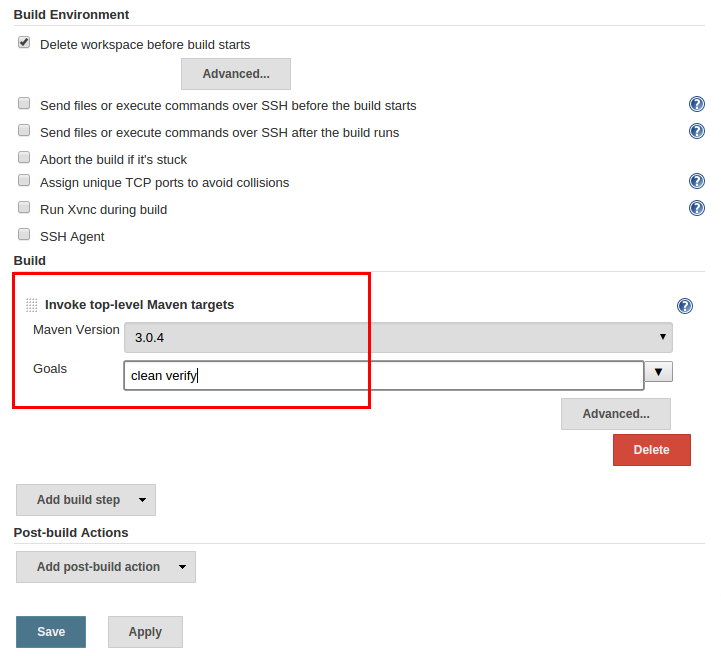 Build Environment
Delete workspace before build starts
Advanced...
Send files or execute commands over SSH before the build starts
Send files or execute commands over SSH after the build runs
Abort the build if it's stuck
Assign unique TCP ports to avoid collisions
Run Xvnc during build
SSH Agent
Build
Invoke top-level Maven targets
Maven Version 3.0.4
Goals clean verify
Advanced...
Delete
Add build step
Post-build Actions
Add post-build action
Save Apply